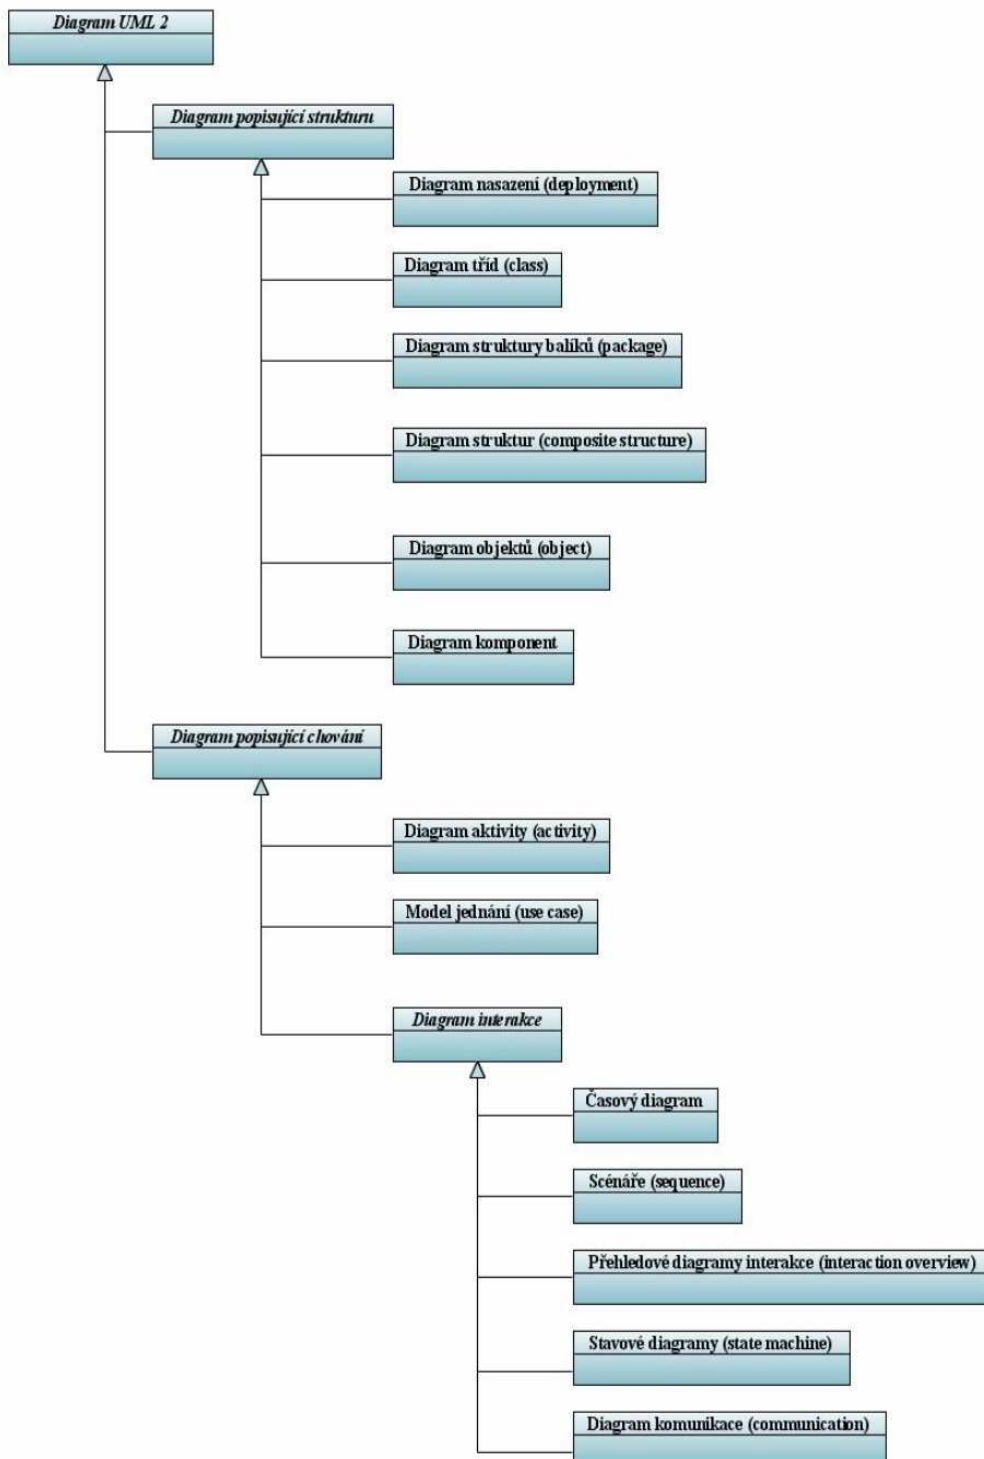 Diagram UML 2
Diagram popisující strukturu
Diagram nasazení (deployment)
Diagram tříd (class)
Diagram struktury balíků (package)
Diagram struktur (composite structure)
Diagram objektů (object)
Diagram komponent
Diagram popisující chování
Diagram aktivity (activity)
Model jednání (use case)
Diagram interakce
Časový diagram
Scénáře (sequence)
Přehledové diagramy interakce (interaction overview)
Stavové diagramy (state machine)
Diagram komunikace (communication)